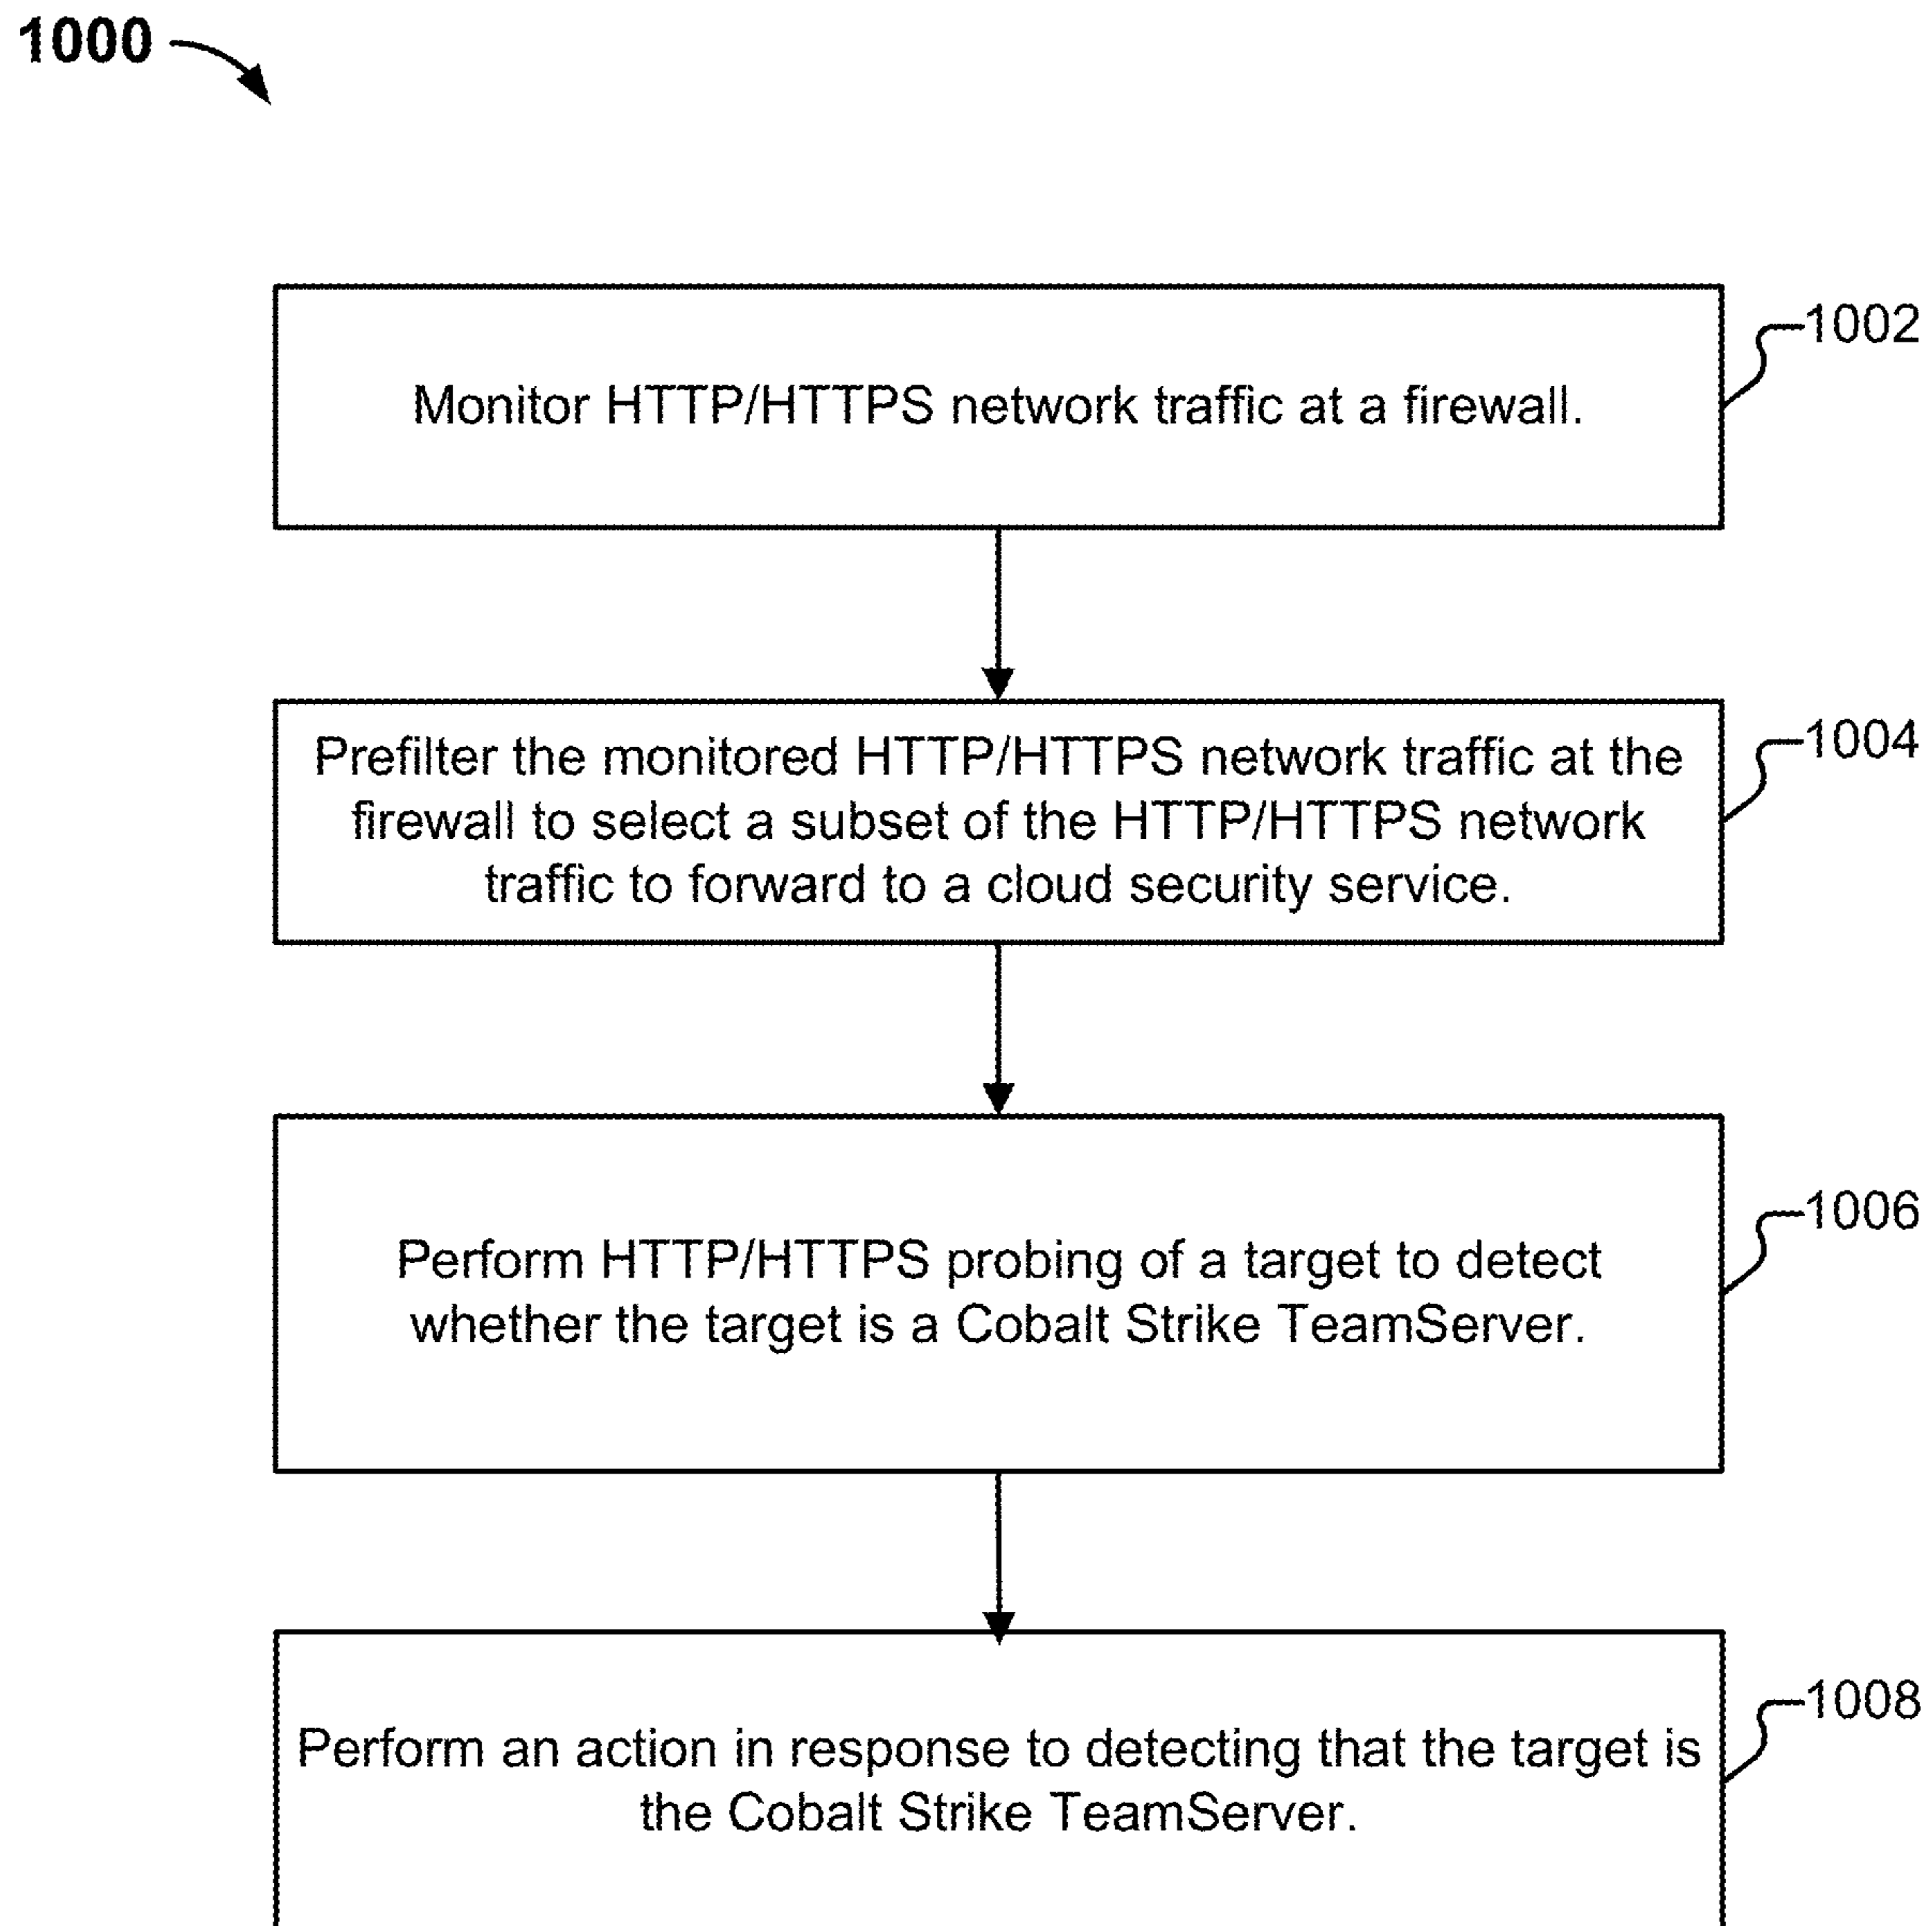 1000
Monitor HTTP/HTTPS network traffic at a firewall.
1002
Prefilter the monitored HTTP/HTTPS network traffic at the
firewall to select a subset of the HTTP/HTTPS network
traffic to forward to a cloud security service.
1004
Perform HTTP/HTTPS probing of a target to detect
whether the target is a Cobalt Strike TeamServer.
1006
Perform an action in response to detecting that the target is
the Cobalt Strike TeamServer.
1008